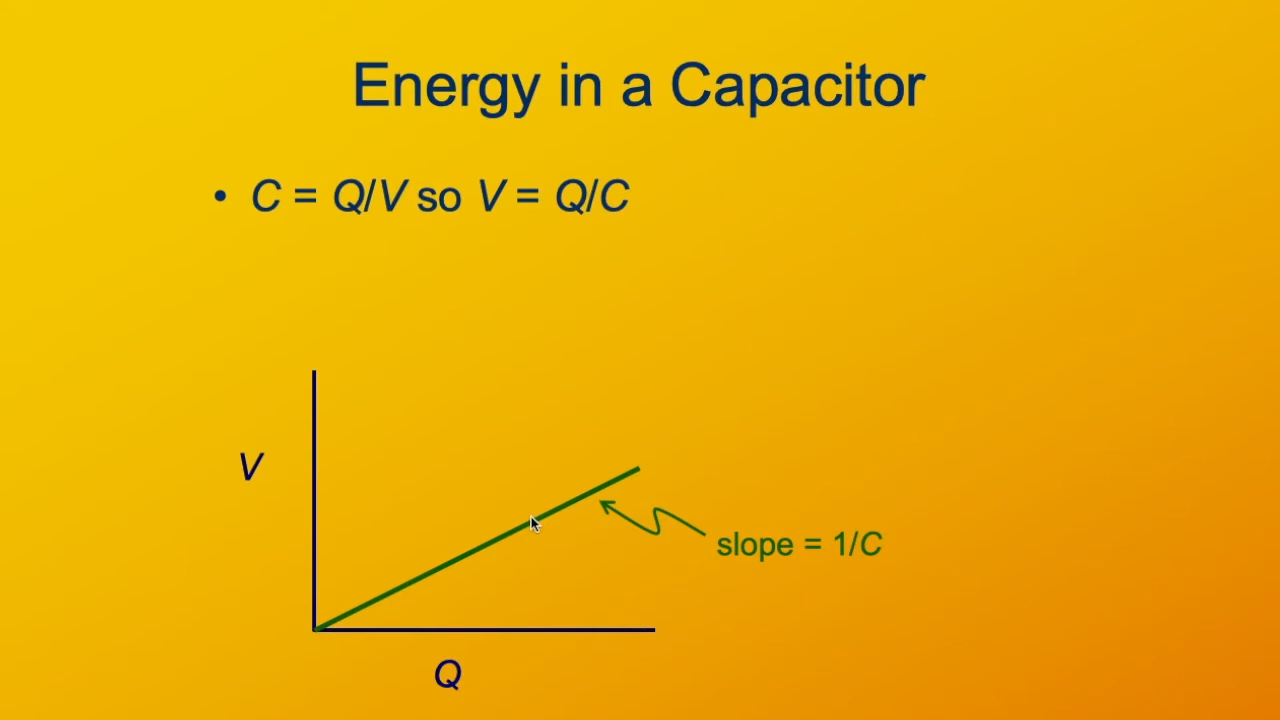 Energy in a Capacitor
• C = Q/V so V = Q/C
V
slope = 1/C
Q